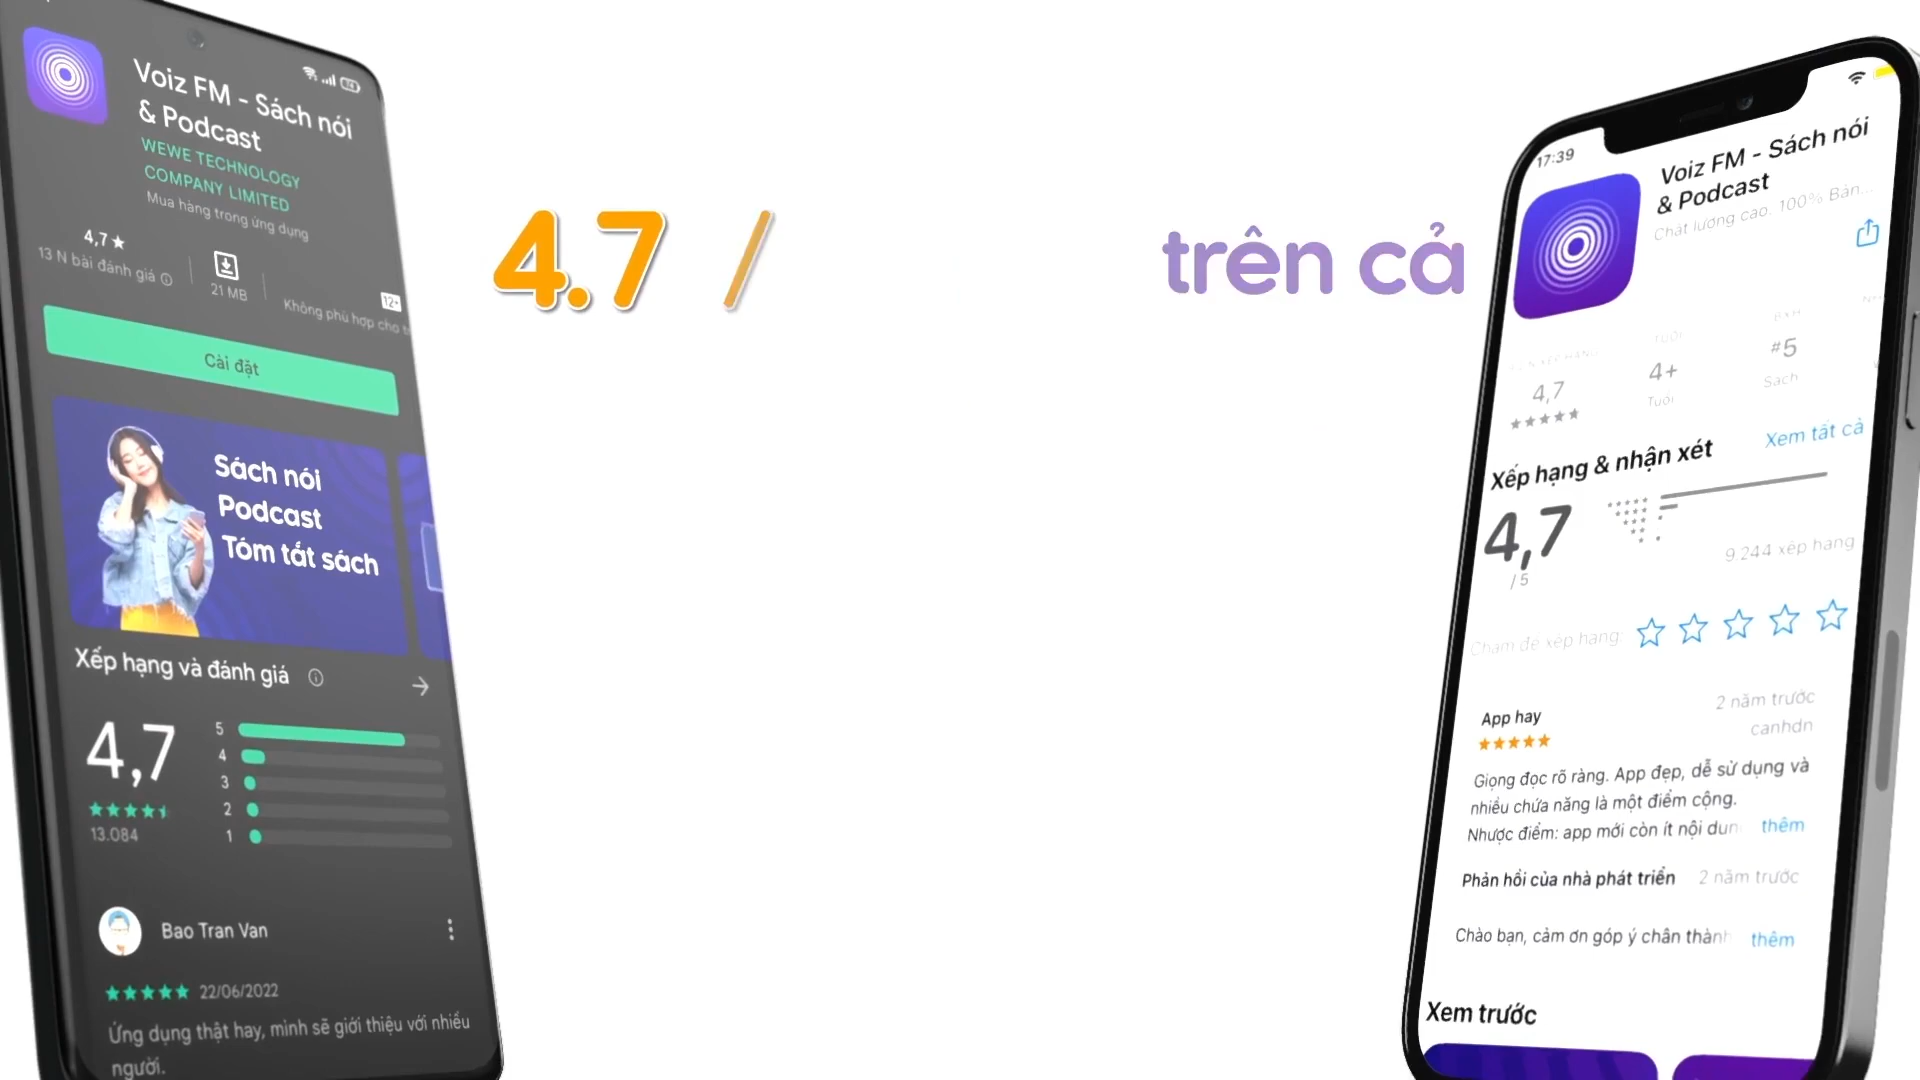 Voiz FM - Sách nói
& Podcast
WEWE TECHNOLOGY
COMPANY LIMITED
Mua hàng trong ứng dụng
4,7
13 N bài đánh giá
21 MB
12+
Không phù hợp cho
Cài đặt
Sách nói
Podcast
Tóm tắt sách
Xếp hạng và đánh giá
4,7
5
4
3
2
1
13.084
Bao Tran Van
22/06/2022
Ứng dụng thật hay, mình sẽ giới thiệu với nhiều
người.
4.7 /
trên cả
17:39
Voiz FM - Sách nói
& Podcast
Chất lượng cao. 100% Bản...
XẾP HẠNG
4,7
TUỔI
4+
Tuổi
BXH
#5
Sách
Xếp hạng & nhận xét
Xem tất cả
4,7
/ 5
9.244 xếp hạng
Chạm để xếp hạng:
App hay
2 năm trước
canhdn
Giọng đọc rõ ràng. App đẹp, dễ sử dụng và
nhiều chứa năng là một điểm cộng.
Nhược điểm: app mới còn ít nội dun
thêm
Phản hồi của nhà phát triển
2 năm trước
Chào bạn, cảm ơn góp ý chân thành
thêm
Xem trước